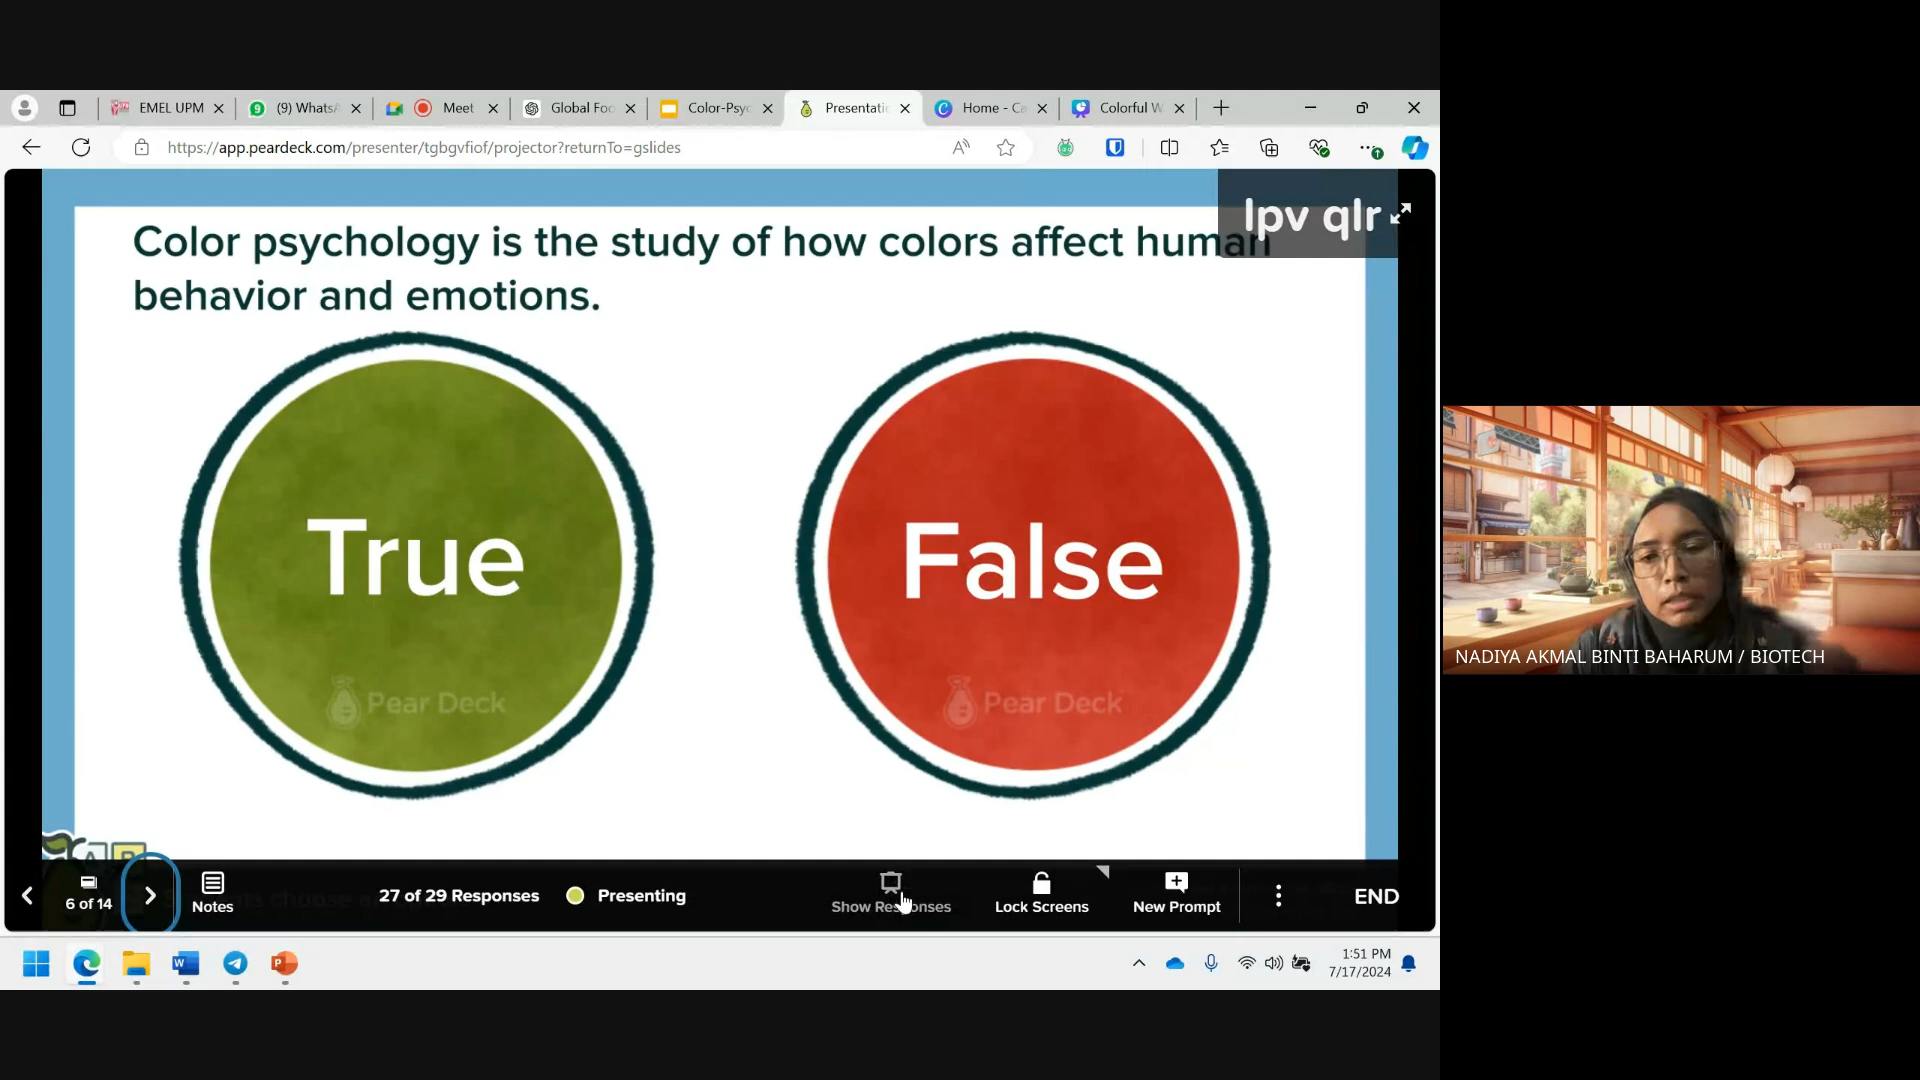 EMEL UPM
(9) WhatsA
Meet
Global Foo
Color-Psyc
Presentatio
Home - Ca
Colorful W
https://app.peardeck.com/presenter/tgbgvfiof/projector?returnTo=gslides
lpv qlr
Color psychology is the study of how colors affect human
behavior and emotions.
True
False
Pear Deck
Pear Deck
6 of 14
Notes
27 of 29 Responses
Presenting
Show Responses
Lock Screens
New Prompt
END
1:51 PM
7/17/2024
NADIYA AKMAL BINTI BAHARUM / BIOTECH